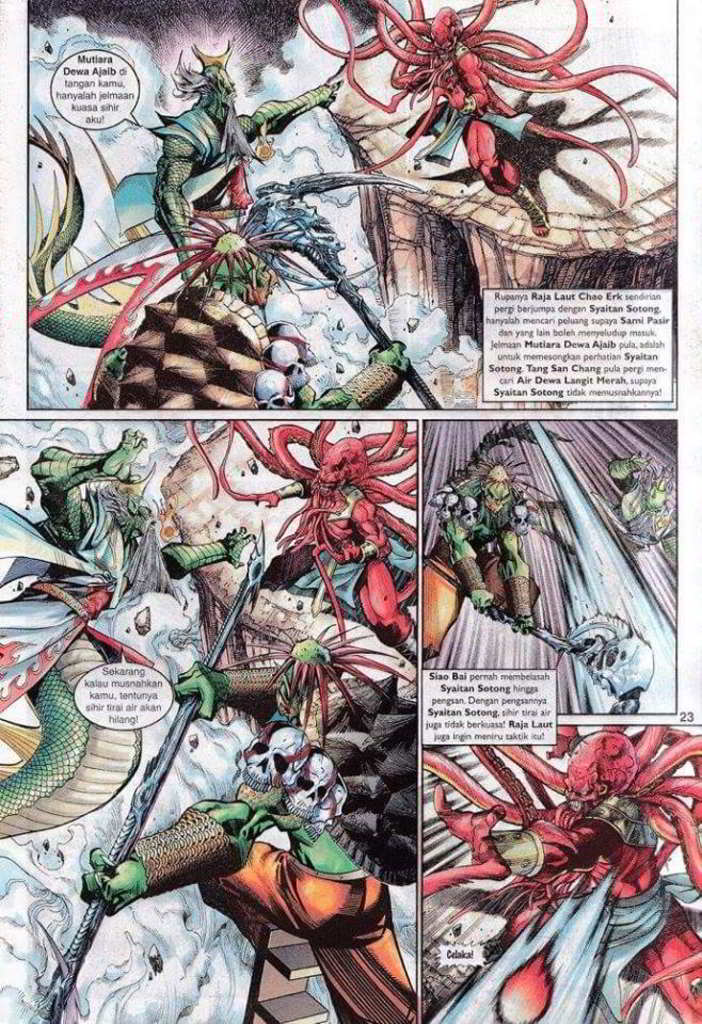 Mutiara
Dewa Ajaib di
tangan kamu,
hanyalah jelmaan
kuasa sihir
aku!
Rupanya Raja Laut Chao Erk sendirian
pergi berjumpa dengan Syaitan Sotong,
hanyalah mencari peluang supaya Sami Pasir
dan yang lain boleh menyeludup masuk.
Jelmaan Mutiara Dewa Ajaib pula, adalah
untuk memesongkan perhatian Syaitan
Sotong. Tang San Chang pula pergi men-
cari Air Dewa Langit Merah, supaya
Syaitan Sotong tidak memusnahkannya!
Sekarang
kalau musnahkan
kamu, tentunya
sihir tirai air akan
hilang!
Siao Bai pernah membelasah
Syaitan Sotong hingga
pengsan. Dengan pengsannya
Syaitan Sotong, sihir tirai air
juga tidak berkuasa! Raja Laut
juga ingin meniru taktik itu!
23
Celaka!